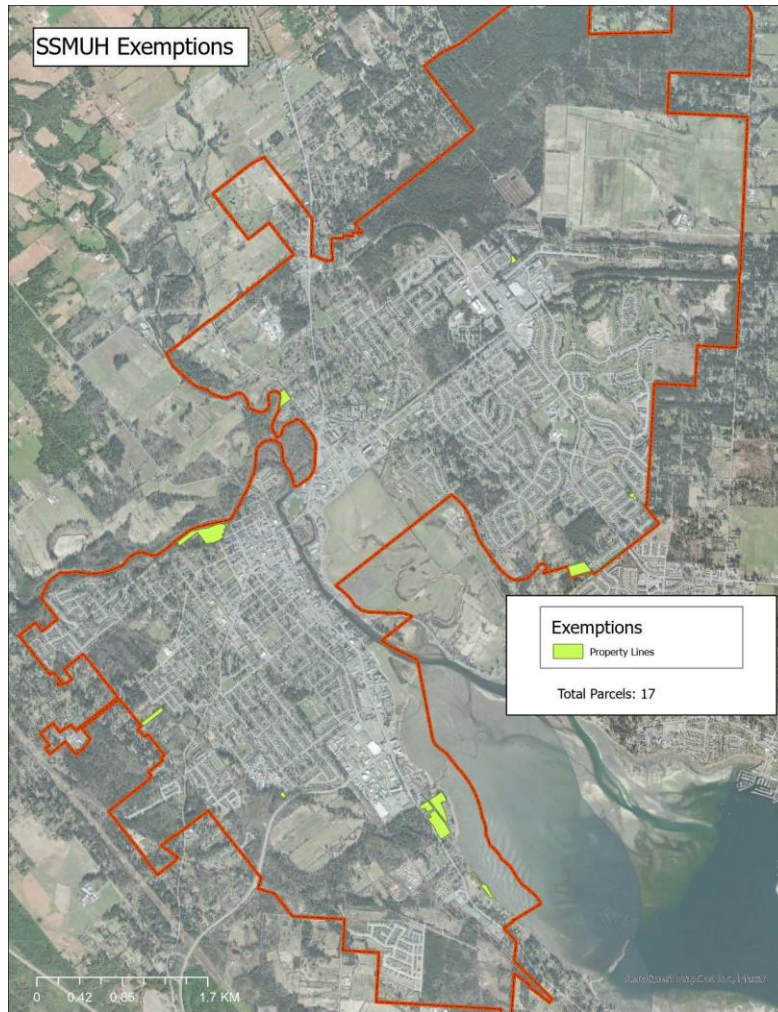 SSMUH Exemptions
Exemptions
Property Lines
Total Parcels: 17
0 0.42 0.85 1.7 KM